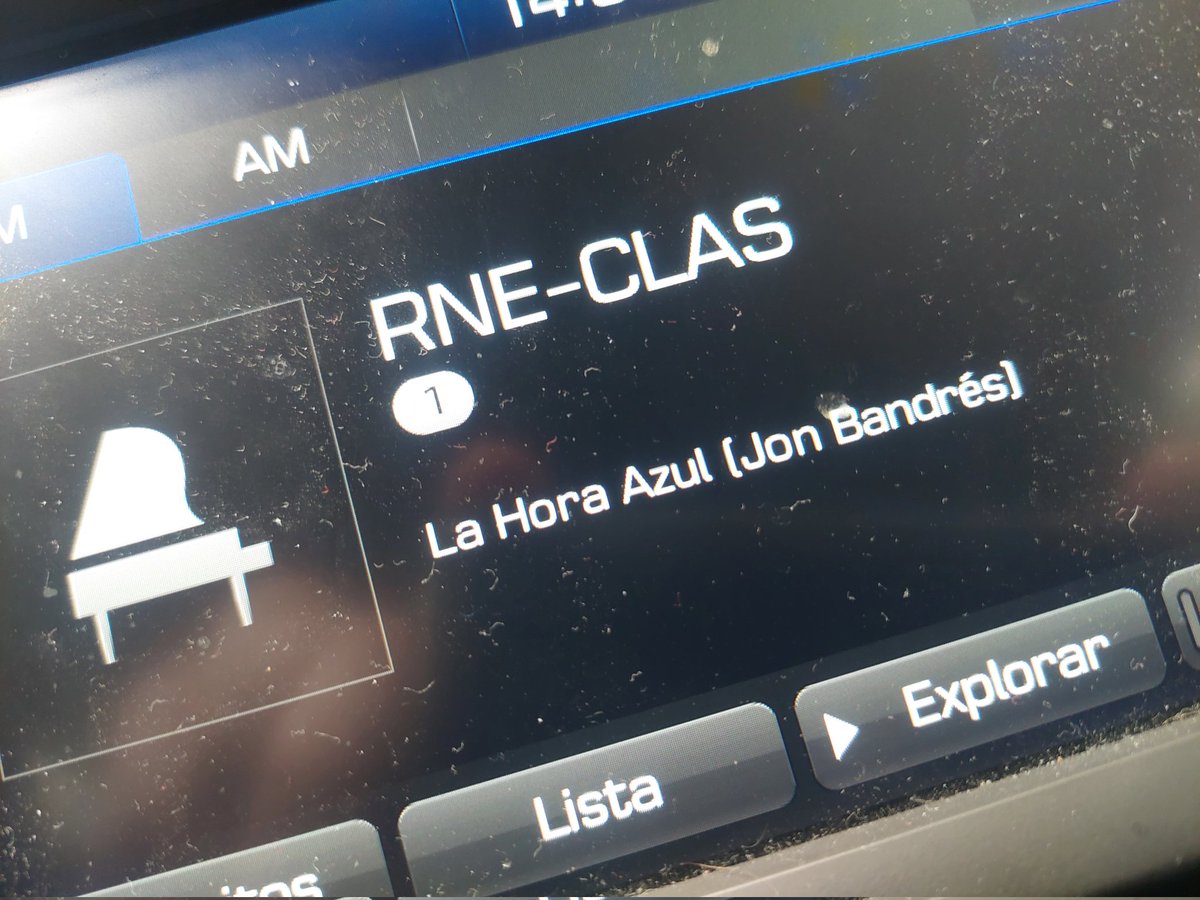 AM
RNE-CLAS
1
La Hora Azul (Jon Bandrés)
Explorar
Lista